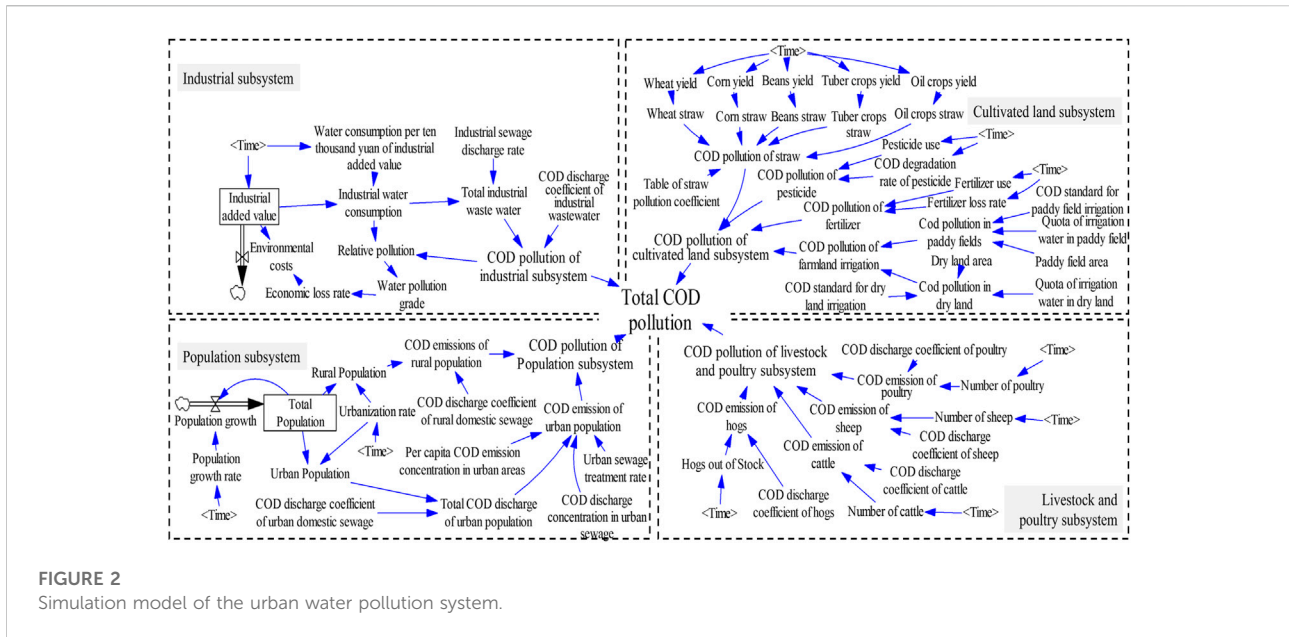 Industrial subsystem
<Time>
Water consumption per ten
thousand yuan of industrial
added value
Industrial sewage
discharge rate
COD discharge
coefficient of
industrial
wastewater
Industrial
added value
Industrial water
consumption
Total industrial
waste water
Environmental
costs
Relative pollution
COD pollution of
industrial subsystem
Economic loss rate
Water pollution
grade
<Time>
Wheat yield
Corn yield
Beans yield
Tuber crops yield
Oil crops yield
Cultivated land subsystem
Wheat straw
Corn straw
Beans straw
Tuber crops
straw
Oil crops straw
<Time>
Pesticide use
COD pollution of straw
COD pollution of
pesticide
COD degradation
rate of pesticide
<Time>
Table of straw
pollution coefficient
Fertilizer use
Fertilizer loss rate
COD standard for
paddy field irrigation
COD pollution of
fertilizer
Cod pollution in
paddy fields
Quota of irrigation
water in paddy field
COD pollution of
cultivated land subsystem
COD pollution of
farmland irrigation
Dry land area
Paddy field area
COD standard for dry
land irrigation
Cod pollution in
dry land
Quota of irrigation
water in dry land
Total COD
pollution
Population subsystem
COD emissions of
rural population
COD pollution of
Population subsystem
Rural Population
Total
Population
Population growth
Urbanization rate
COD discharge coefficient
of rural domestic sewage
COD emission of
urban population
<Time>
Population
growth rate
Urban Population
Per capita COD emission
concentration in urban areas
Urban sewage
treatment rate
<Time>
COD discharge coefficient
of urban domestic sewage
Total COD discharge
of urban population
COD discharge
concentration in urban
sewage
COD pollution of livestock
and poultry subsystem
COD discharge coefficient of poultry
<Time>
COD emission of
poultry
Number of poultry
COD emission of
hogs
COD emission of
sheep
Number of sheep
<Time>
COD discharge
coefficient of sheep
COD emission
of cattle
Hogs out of Stock
COD discharge
coefficient of cattle
<Time>
COD discharge
coefficient of hogs
Number of cattle
<Time>
Livestock and
poultry subsystem
FIGURE 2
Simulation model of the urban water pollution system.